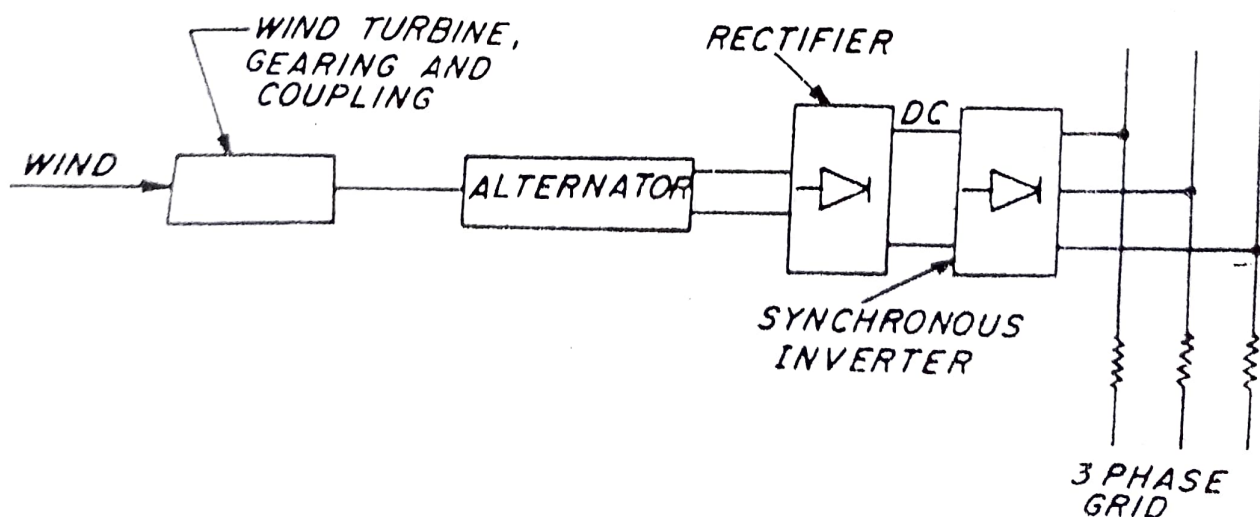 WIND TURBINE,
GEARING AND
COUPLING
RECTIFIER
WIND
ALTERNATOR
DC
SYNCHRONOUS
INVERTER
3 PHASE
GRID